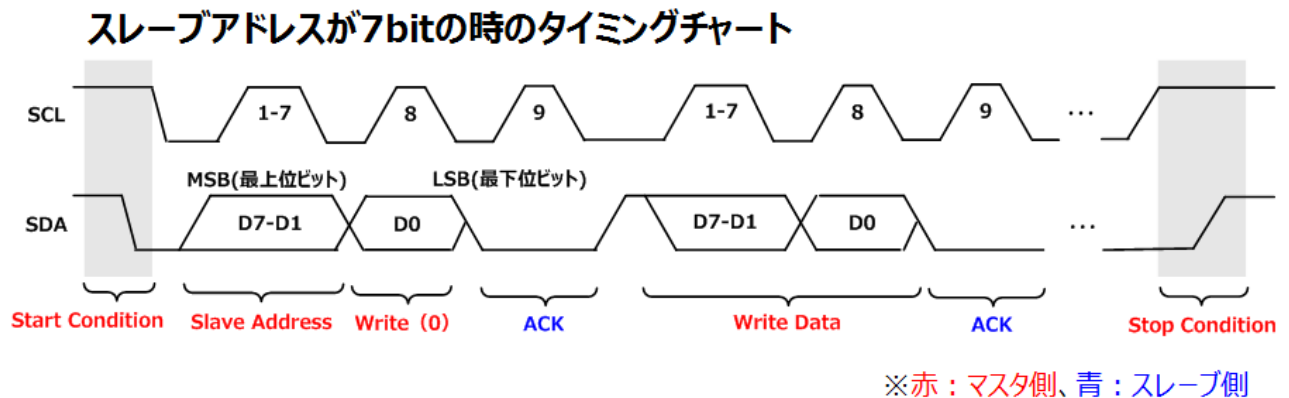 スレーブアドレスが7bitの時のタイミングチャート
SCL 1-7 8 9 1-7 8 9 ...
MSB(最上位ビット) LSB(最下位ビット)
SDA D7-D1 D0 D7-D1 D0 ...
Start Condition Slave Address Write（0） ACK Write Data ACK Stop Condition
※赤：マスタ側、青：スレーブ側